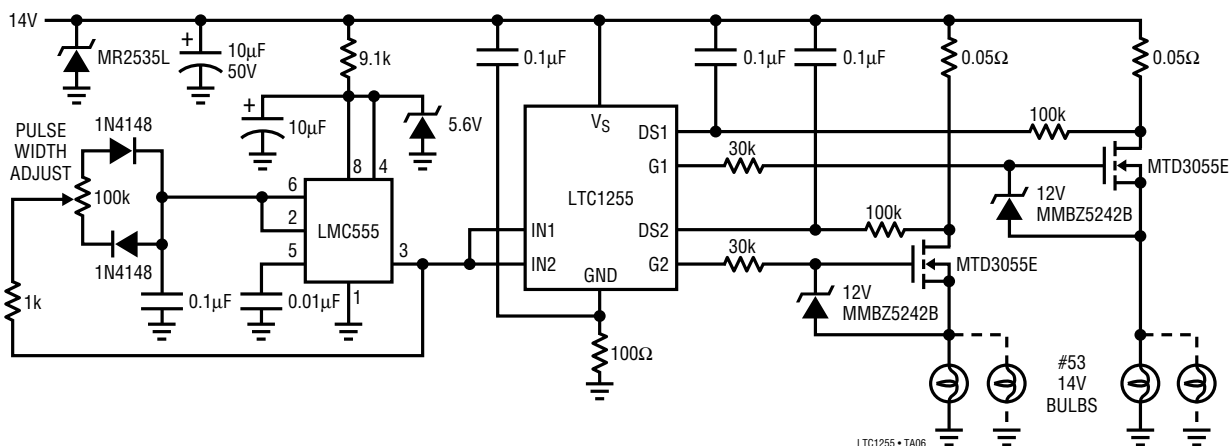 14V
MR2535L
+
10µF
50V
9.1k
0.1µF
0.1µF
0.1µF
0.05Ω
0.05Ω
+
10µF
5.6V
PULSE
WIDTH
ADJUST
1N4148
100k
1N4148
1k
0.1µF
0.01µF
8
4
6
2
5
3
1
LMC555
VS
LTC1255
IN1
IN2
GND
DS1
G1
DS2
G2
100Ω
30k
100k
100k
30k
MTD3055E
12V
MMBZ5242B
MTD3055E
12V
MMBZ5242B
#53
14V
BULBS
LTC1255 • TA06